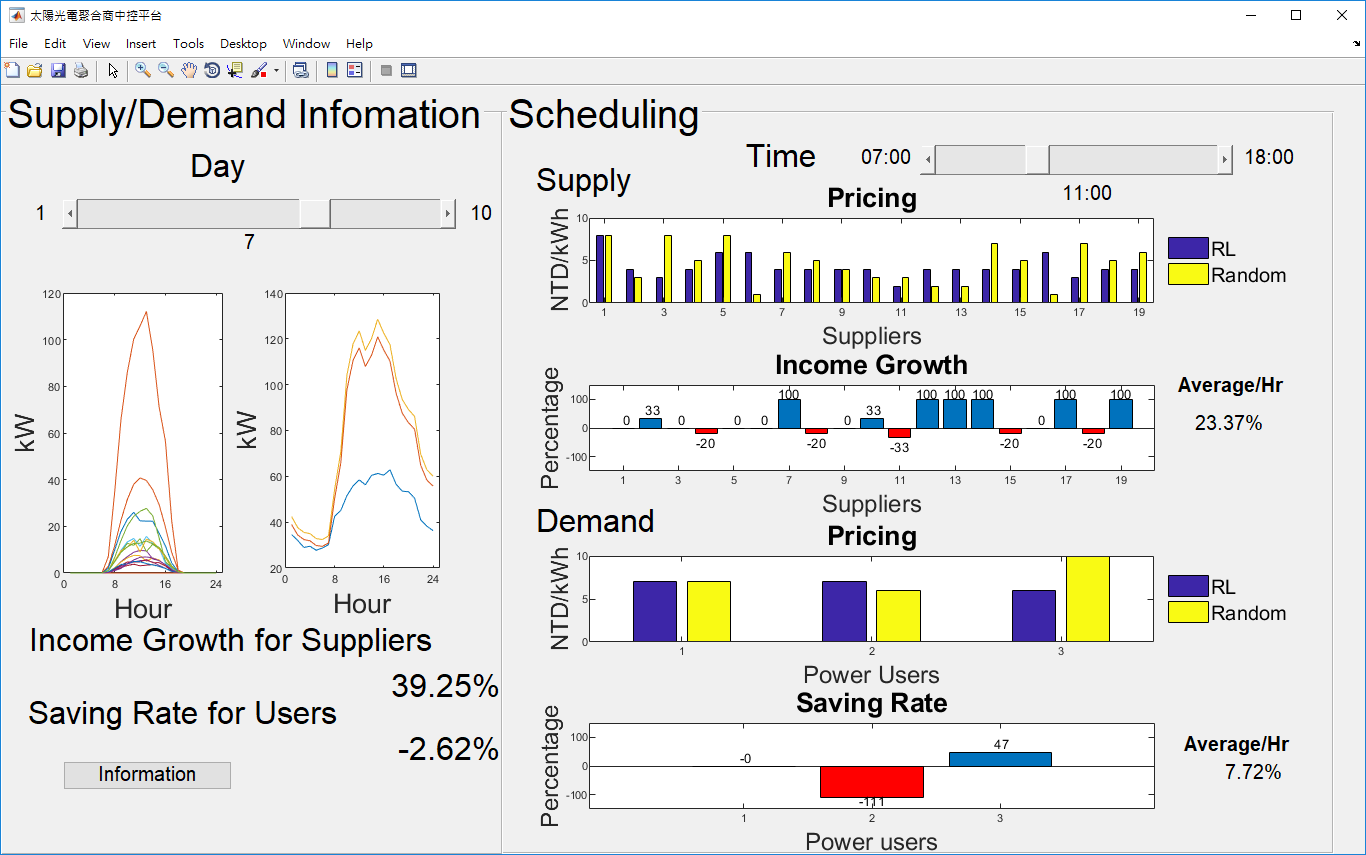 太陽光電聚合商中控平台
File Edit View Insert Tools Desktop Window Help
Supply/Demand Infomation
Day
1 10
7
120
100
80
60
40
20
0
0 8 16 24
kW
Hour
140
120
100
80
60
40
20
0 8 16 24
kW
Hour
Income Growth for Suppliers
39.25%
Saving Rate for Users
-2.62%
Information
Scheduling
Time 07:00 18:00
11:00
Supply
Pricing
NTD/kWh
10
5
0
1 3 5 7 9 11 13 15 17 19
Suppliers
RL
Random
Income Growth
Percentage
100
0
-100
0 33 0 -20 0 0 100 -20 0 33 -33 100 100 100 -20 0 100 -20 100
1 3 5 7 9 11 13 15 17 19
Suppliers
Average/Hr
23.37%
Demand
Pricing
NTD/kWh
10
5
0
1 2 3
Power Users
RL
Random
Saving Rate
Percentage
100
0
-100
-0 -111 47
1 2 3
Power users
Average/Hr
7.72%